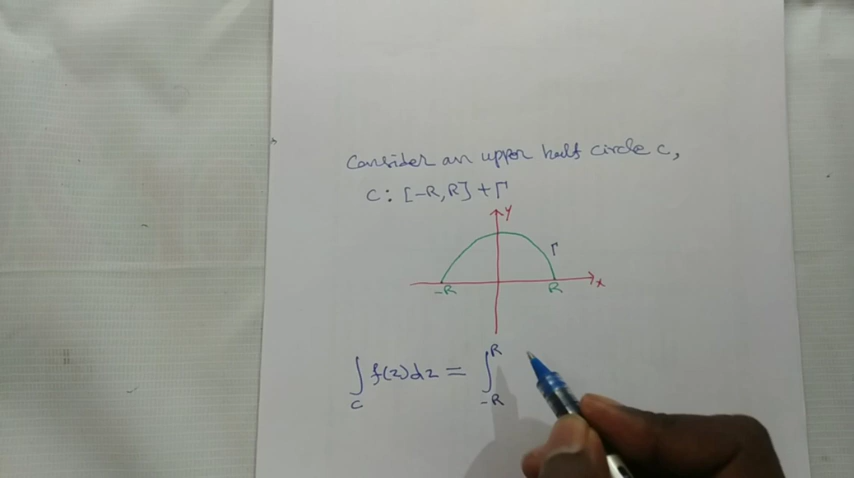 Consider an upper half circle C,
C: [-R, R] + Γ
y
Γ
-R R x
∫_C f(z)dz = ∫_{-R}^{R}